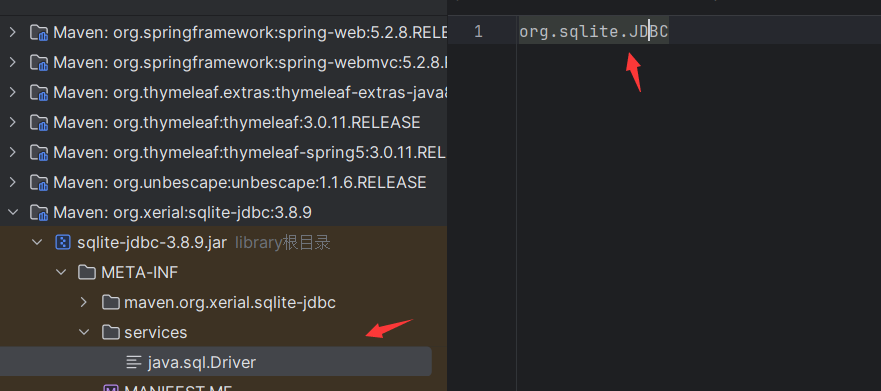 Maven: org.springframework:spring-web:5.2.8.RELE
Maven: org.springframework:spring-webmvc:5.2.8.
Maven: org.thymeleaf.extras:thymeleaf-extras-java8
Maven: org.thymeleaf:thymeleaf:3.0.11.RELEASE
Maven: org.thymeleaf:thymeleaf-spring5:3.0.11.REL
Maven: org.unbescape:unbescape:1.1.6.RELEASE
Maven: org.xerial:sqlite-jdbc:3.8.9
sqlite-jdbc-3.8.9.jar library根目录
META-INF
maven.org.xerial.sqlite-jdbc
services
java.sql.Driver
MANIFEST.MF
1 org.sqlite.JDBC